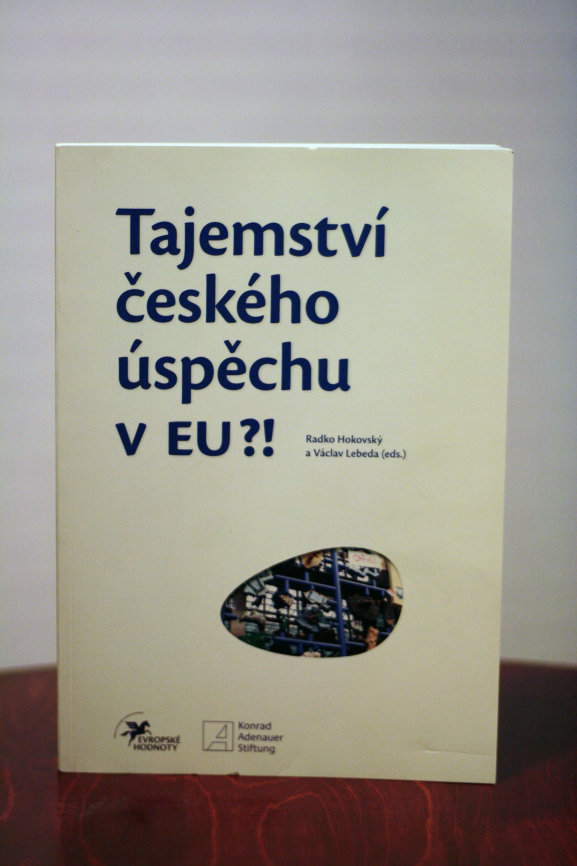 Tajemství
českého
úspěchu
v EU?!
Radko Hokovský
a Václav Lebeda (eds.)
EVROPSKÉ
HODNOTY
Konrad
Adenauer
Stiftung